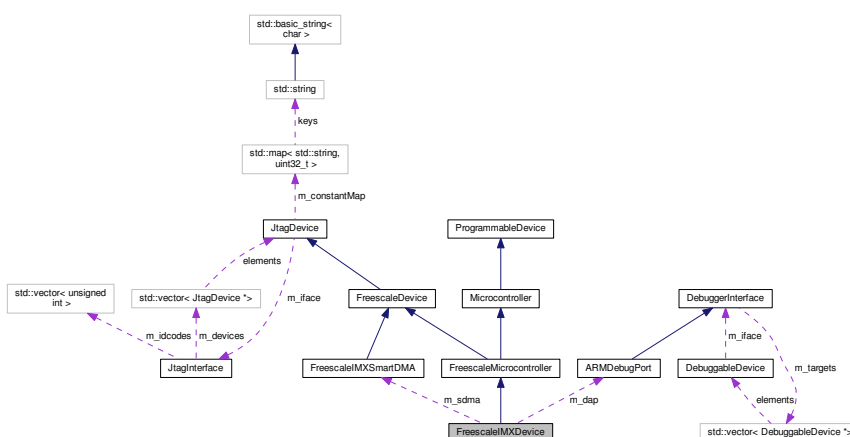 std::basic_string<
char >
std::string
keys
std::map< std::string,
uint32_t >
m_constantMap
JtagDevice
ProgrammableDevice
elements
std::vector< unsigned
int >
std::vector< JtagDevice *>
m_iface
FreescaleDevice
Microcontroller
DebuggerInterface
m_idcodes
m_devices
m_iface
JtagInterface
FreescaleIMXSmartDMA
FreescaleMicrocontroller
ARMDebugPort
DebuggableDevice
m_targets
m_sdma
m_dap
elements
FreescaleIMXDevice
std::vector< DebuggableDevice *>